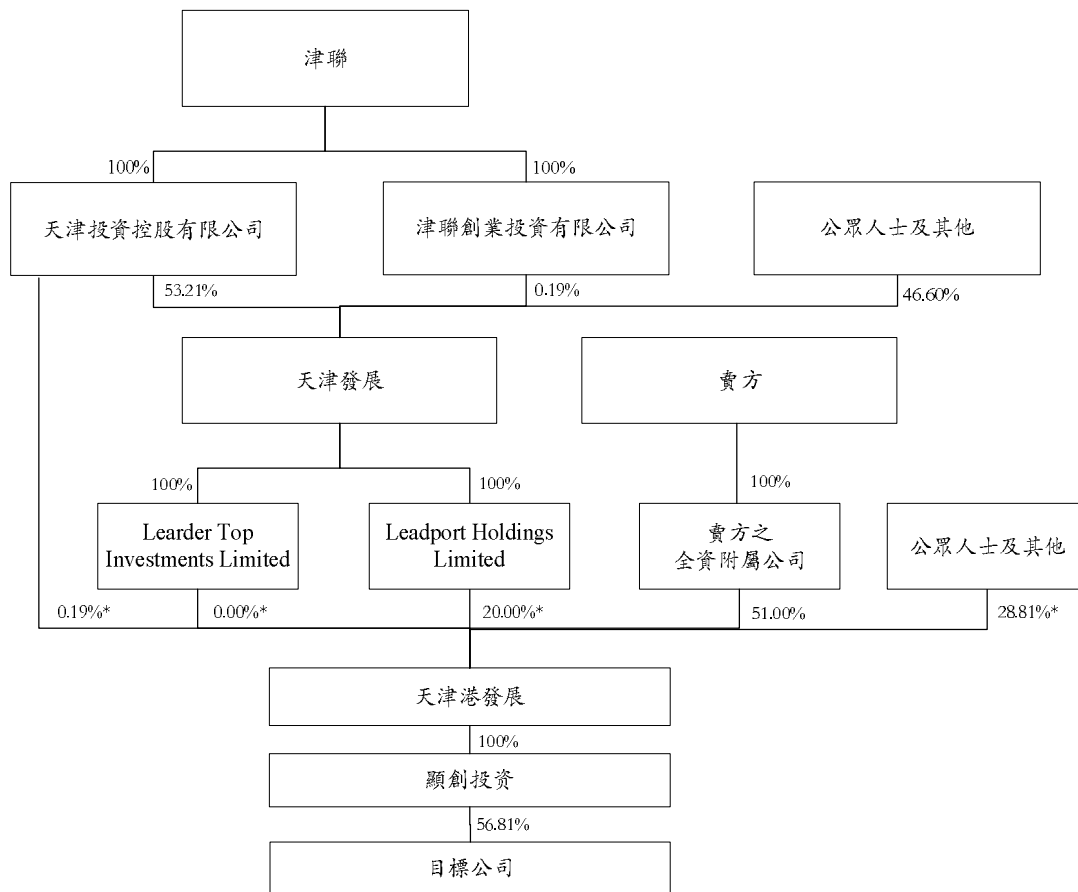 津聯
100%
100%
天津投資控股有限公司
津聯創業投資有限公司
公眾人士及其他
53.21%
0.19%
46.60%
天津發展
賣方
100%
100%
100%
Learder Top
Investments Limited
Leadport Holdings
Limited
賣方之
全資附屬公司
公眾人士及其他
0.19%*
0.00%*
20.00%*
51.00%
28.81%*
天津港發展
100%
顯創投資
56.81%
目標公司